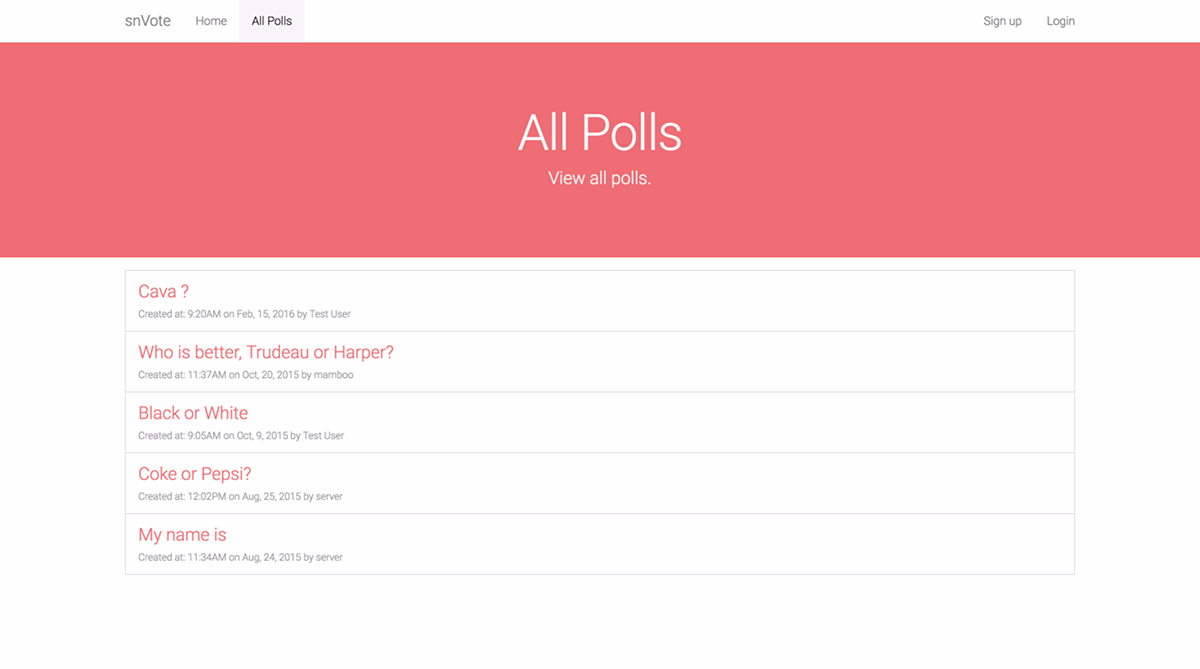 snVote Home All Polls Sign up Login
All Polls
View all polls.
Cava ?
Created at: 9:20AM on Feb, 15, 2016 by Test User
Who is better, Trudeau or Harper?
Created at: 11:37AM on Oct, 20, 2015 by mamboo
Black or White
Created at: 9:05AM on Oct, 9, 2015 by Test User
Coke or Pepsi?
Created at: 12:02PM on Aug, 25, 2015 by server
My name is
Created at: 11:34AM on Aug, 24, 2015 by server